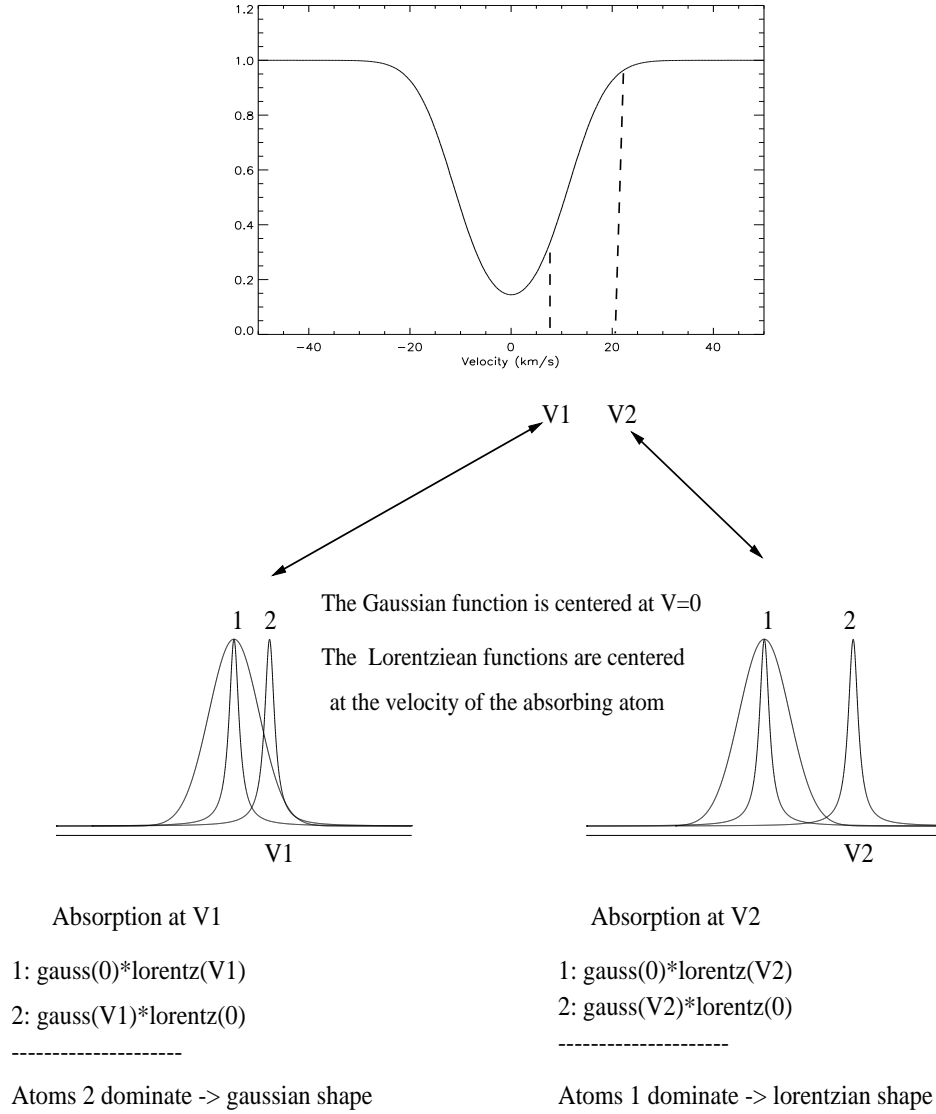 1.2
1.0
0.8
0.6
0.4
0.2
0.0
−40 −20 0 20 40
Velocity (km/s)
V1 V2
The Gaussian function is centered at V=0
1 2
1 2
The Lorentziean functions are centered
at the velocity of the absorbing atom
V1
V2
Absorption at V1
1: gauss(0)*lorentz(V1)
2: gauss(V1)*lorentz(0)
---------------------
Atoms 2 dominate -> gaussian shape
Absorption at V2
1: gauss(0)*lorentz(V2)
2: gauss(V2)*lorentz(0)
---------------------
Atoms 1 dominate -> lorentzian shape